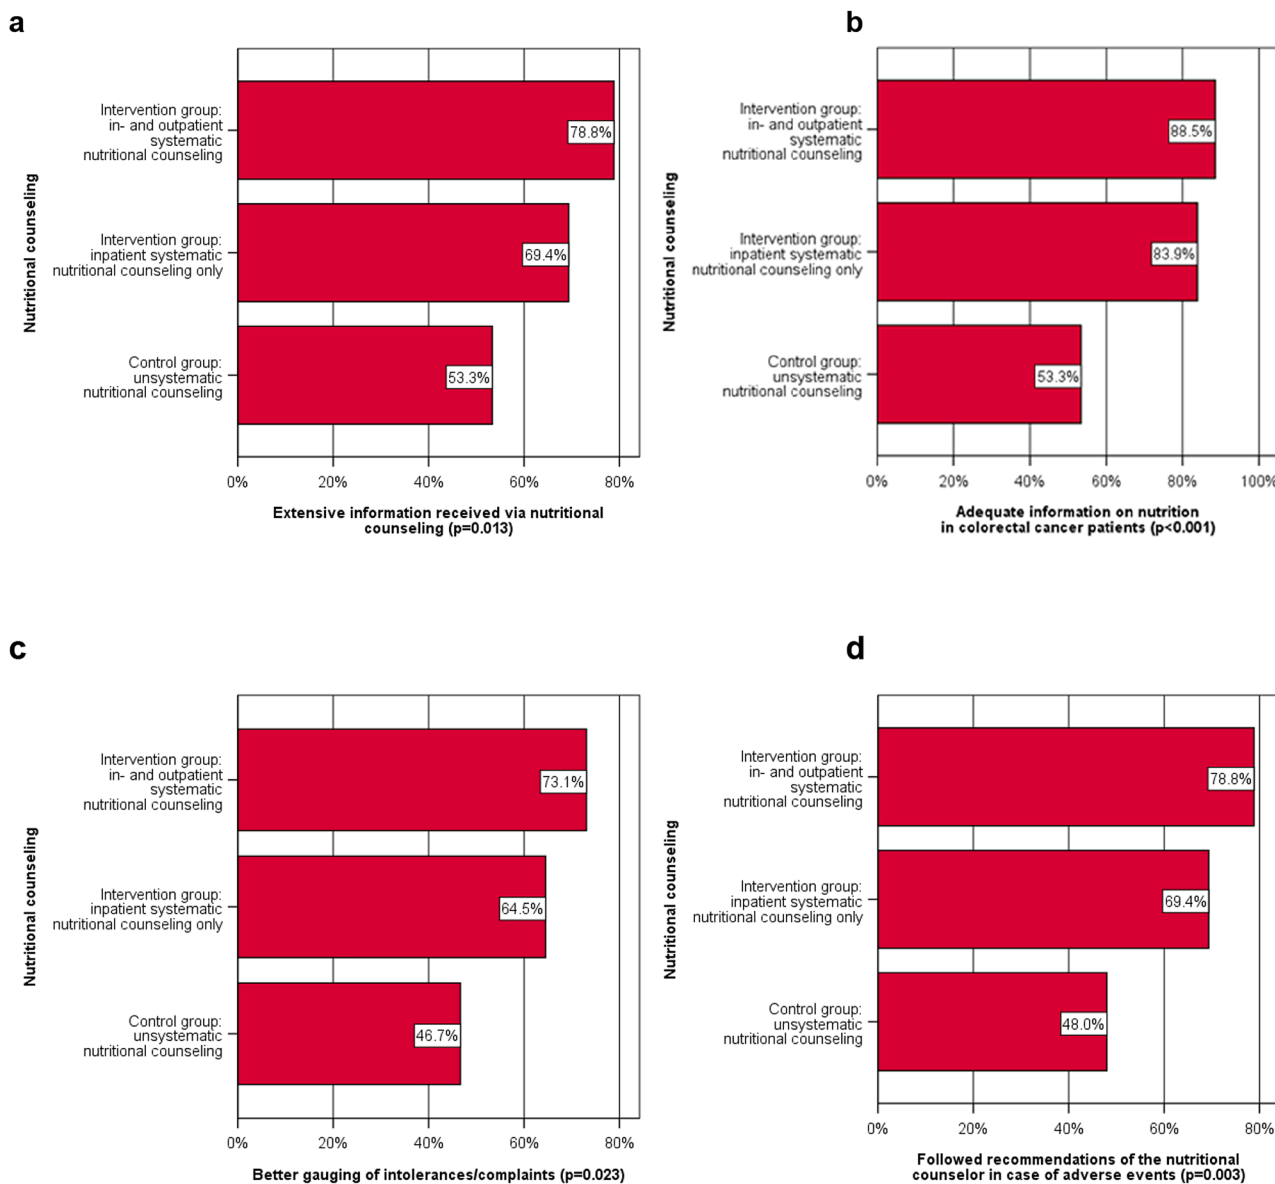 a
Nutritional counseling
Intervention group:
in- and outpatient
systematic
nutritional counseling
78.8%
Intervention group:
inpatient systematic
nutritional counseling only
69.4%
Control group:
unsystematic
nutritional counseling
53.3%
0% 20% 40% 60% 80%
Extensive information received via nutritional
counseling (p=0.013)
b
Nutritional counseling
Intervention group:
in- and outpatient
systematic
nutritional counseling
88.5%
Intervention group:
inpatient systematic
nutritional counseling only
83.9%
Control group:
unsystematic
nutritional counseling
53.3%
0% 20% 40% 60% 80% 100%
Adequate information on nutrition
in colorectal cancer patients (p<0.001)
c
Nutritional counseling
Intervention group:
in- and outpatient
systematic
nutritional counseling
73.1%
Intervention group:
inpatient systematic
nutritional counseling only
64.5%
Control group:
unsystematic
nutritional counseling
46.7%
0% 20% 40% 60% 80%
Better gauging of intolerances/complaints (p=0.023)
d
Nutritional counseling
Intervention group:
in- and outpatient
systematic
nutritional counseling
78.8%
Intervention group:
inpatient systematic
nutritional counseling only
69.4%
Control group:
unsystematic
nutritional counseling
48.0%
0% 20% 40% 60% 80%
Followed recommendations of the nutritional
counselor in case of adverse events (p=0.003)